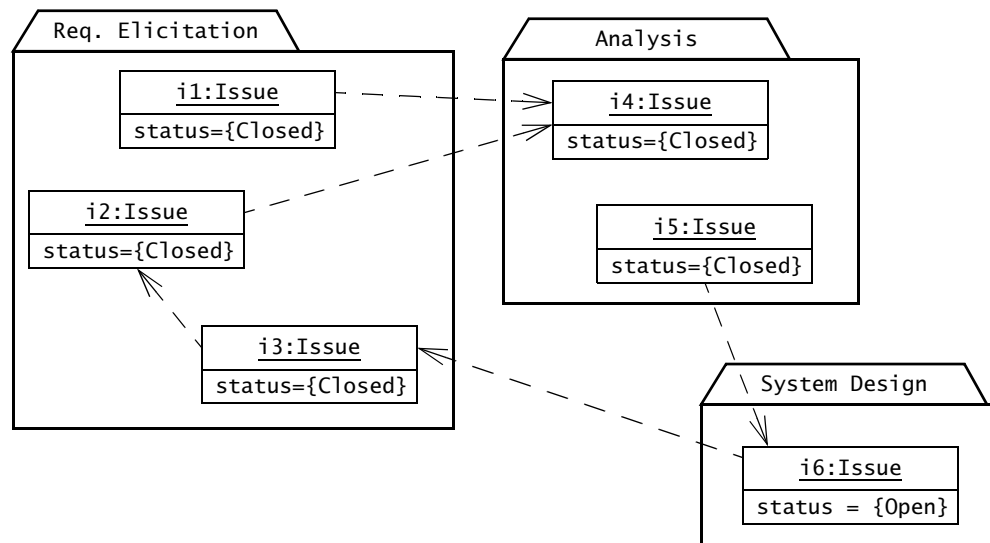 Req. Elicitation
i1:Issue
status={Closed}
i2:Issue
status={Closed}
i3:Issue
status={Closed}
Analysis
i4:Issue
status={Closed}
i5:Issue
status={Closed}
System Design
i6:Issue
status = {Open}